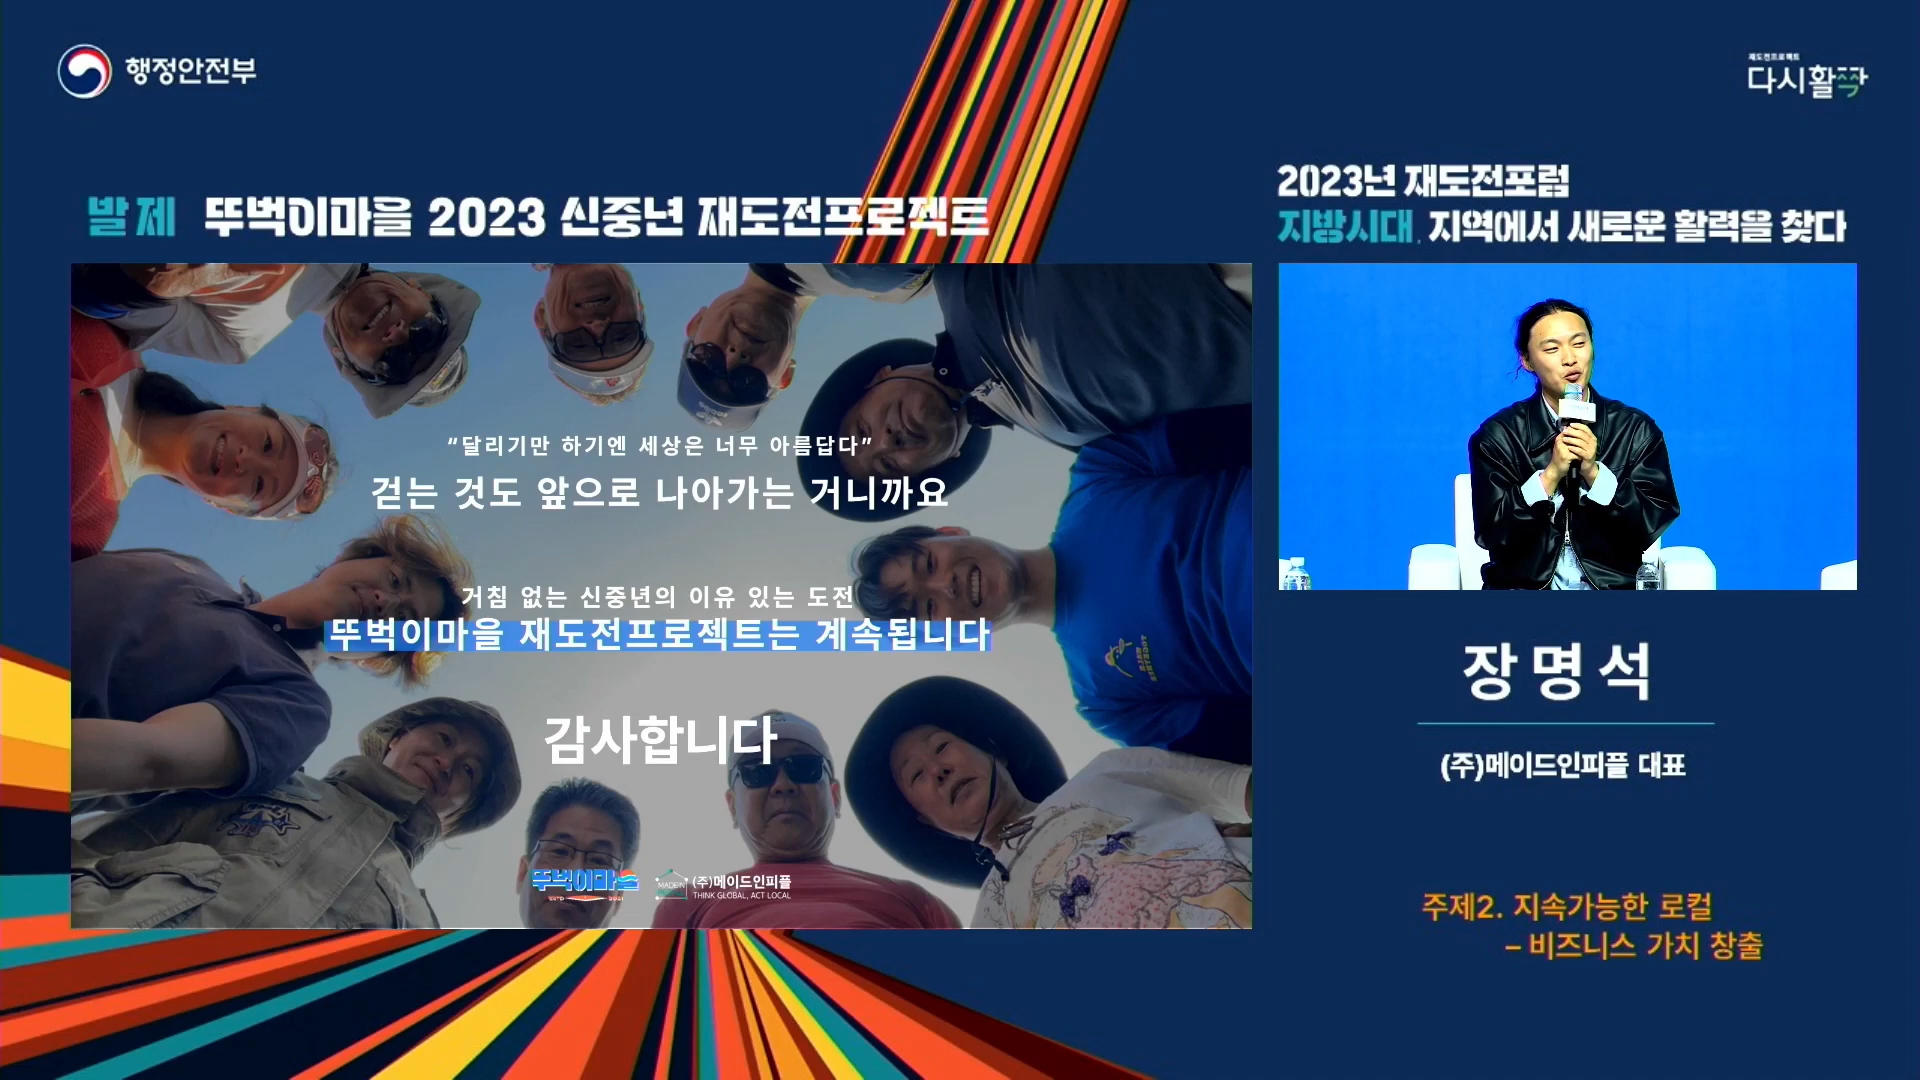 행정안전부
재도전프로젝트
다시활짝
발제 뚜벅이마을 2023 신중년 재도전프로젝트
2023년 재도전포럼
지방시대, 지역에서 새로운 활력을 찾다
“달리기만 하기엔 세상은 너무 아름답다”
걷는 것도 앞으로 나아가는 거니까요
거침 없는 신중년의 이유 있는 도전
뚜벅이마을 재도전프로젝트는 계속됩니다
감사합니다
뚜벅이마을
MADEIN
(주)메이드인피플
THINK GLOBAL, ACT LOCAL
장명석
(주)메이드인피플 대표
주제2. 지속가능한 로컬
– 비즈니스 가치 창출